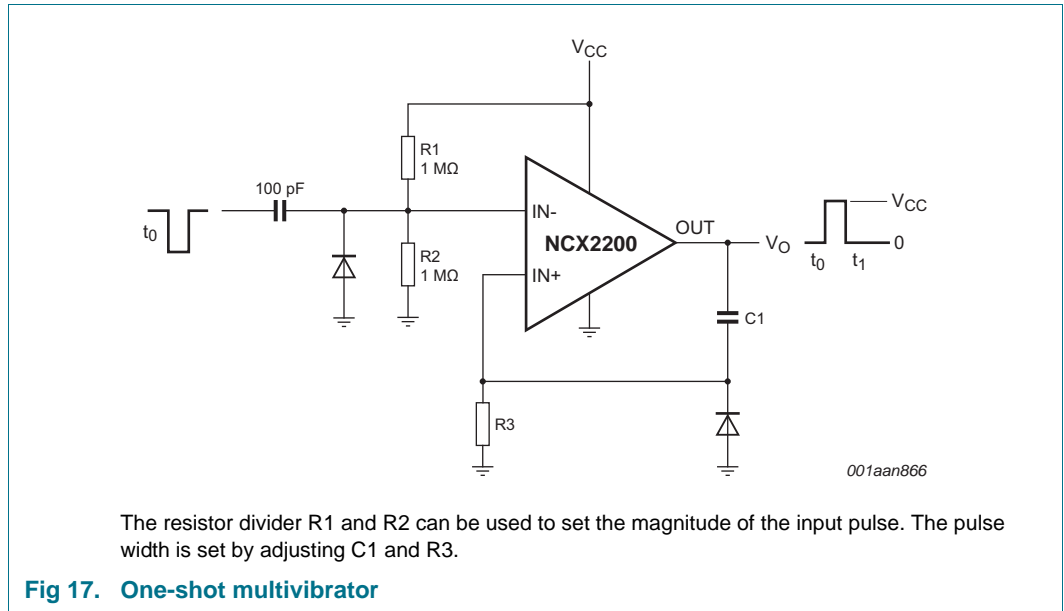 VCC
R1
1 MΩ
100 pF
t0
IN-
OUT
VCC
NCX2200
VO
0
t0
t1
R2
1 MΩ
IN+
C1
R3
001aan866
The resistor divider R1 and R2 can be used to set the magnitude of the input pulse. The pulse
width is set by adjusting C1 and R3.
Fig 17. One-shot multivibrator